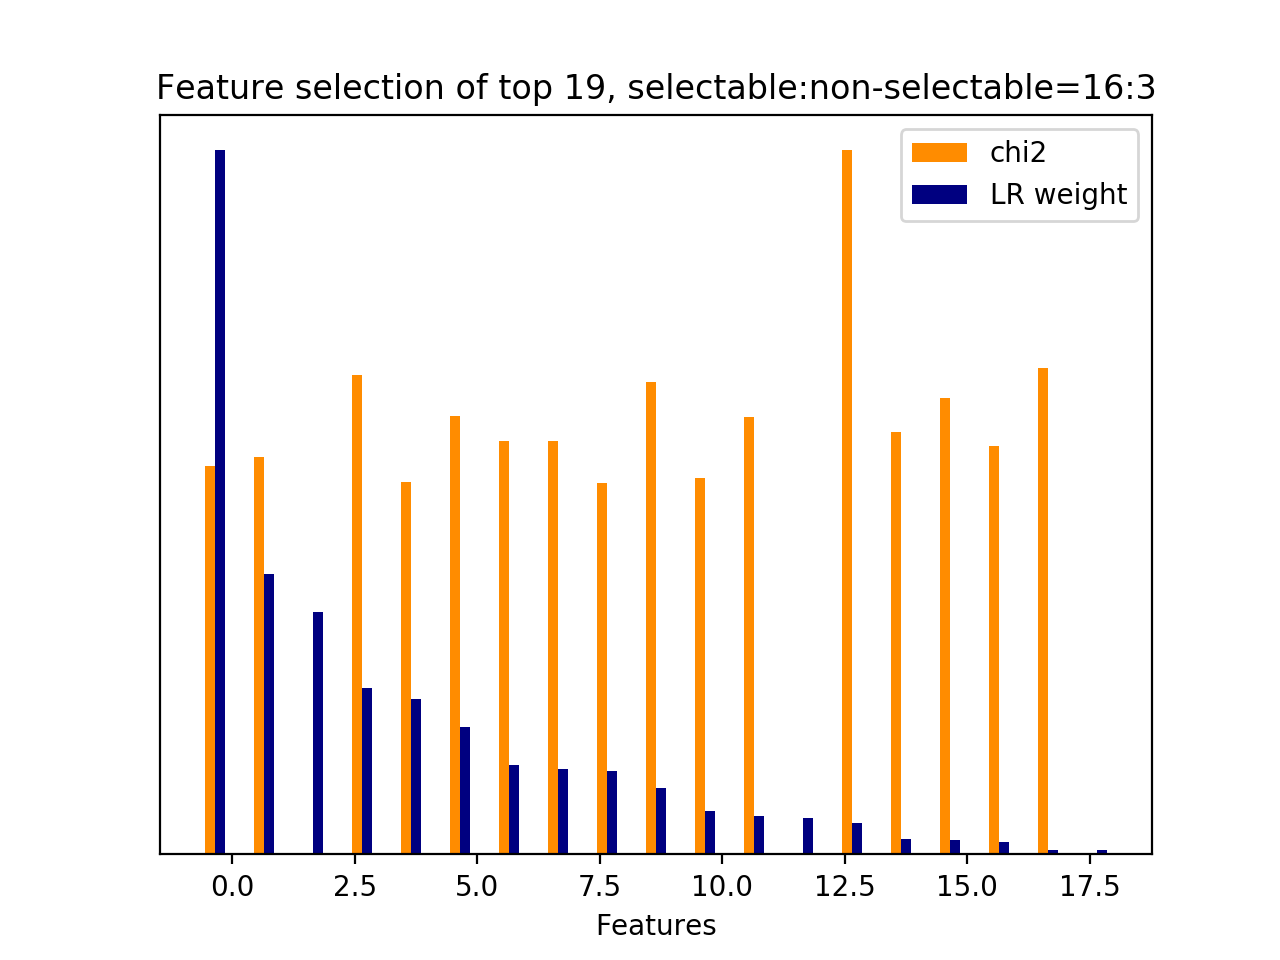 Feature selection of top 19, selectable:non-selectable=16:3
chi2
LR weight
0.0 2.5 5.0 7.5 10.0 12.5 15.0 17.5
Features